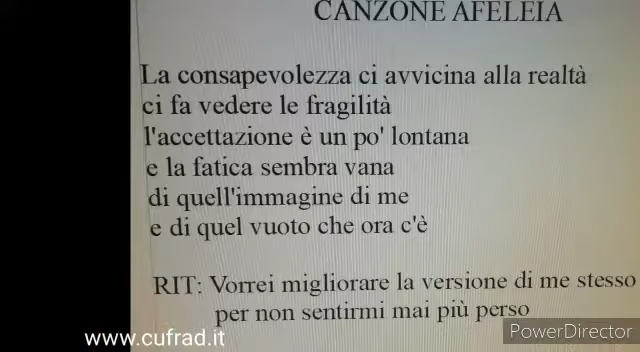 CANZONE AFELEIA
La consapevolezza ci avvicina alla realtà
ci fa vedere le fragilità
l'accettazione è un po' lontana
e la fatica sembra vana
di quell'immagine di me
e di quel vuoto che ora c'è
RIT: Vorrei migliorare la versione di me stesso
per non sentirmi mai più perso
www.cufrad.it
PowerDirector